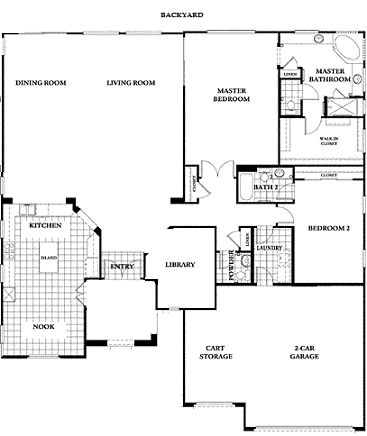 BACKYARD
DINING ROOM
LIVING ROOM
MASTER
BEDROOM
LINEN
MASTER
BATHROOM
WALK-IN
CLOSET
CLOSET
CLOSET
BATH 2
KITCHEN
ISLAND
NOOK
ENTRY
LIBRARY
LINEN
POWDER
LAUNDRY
BEDROOM 2
CART
STORAGE
2-CAR
GARAGE